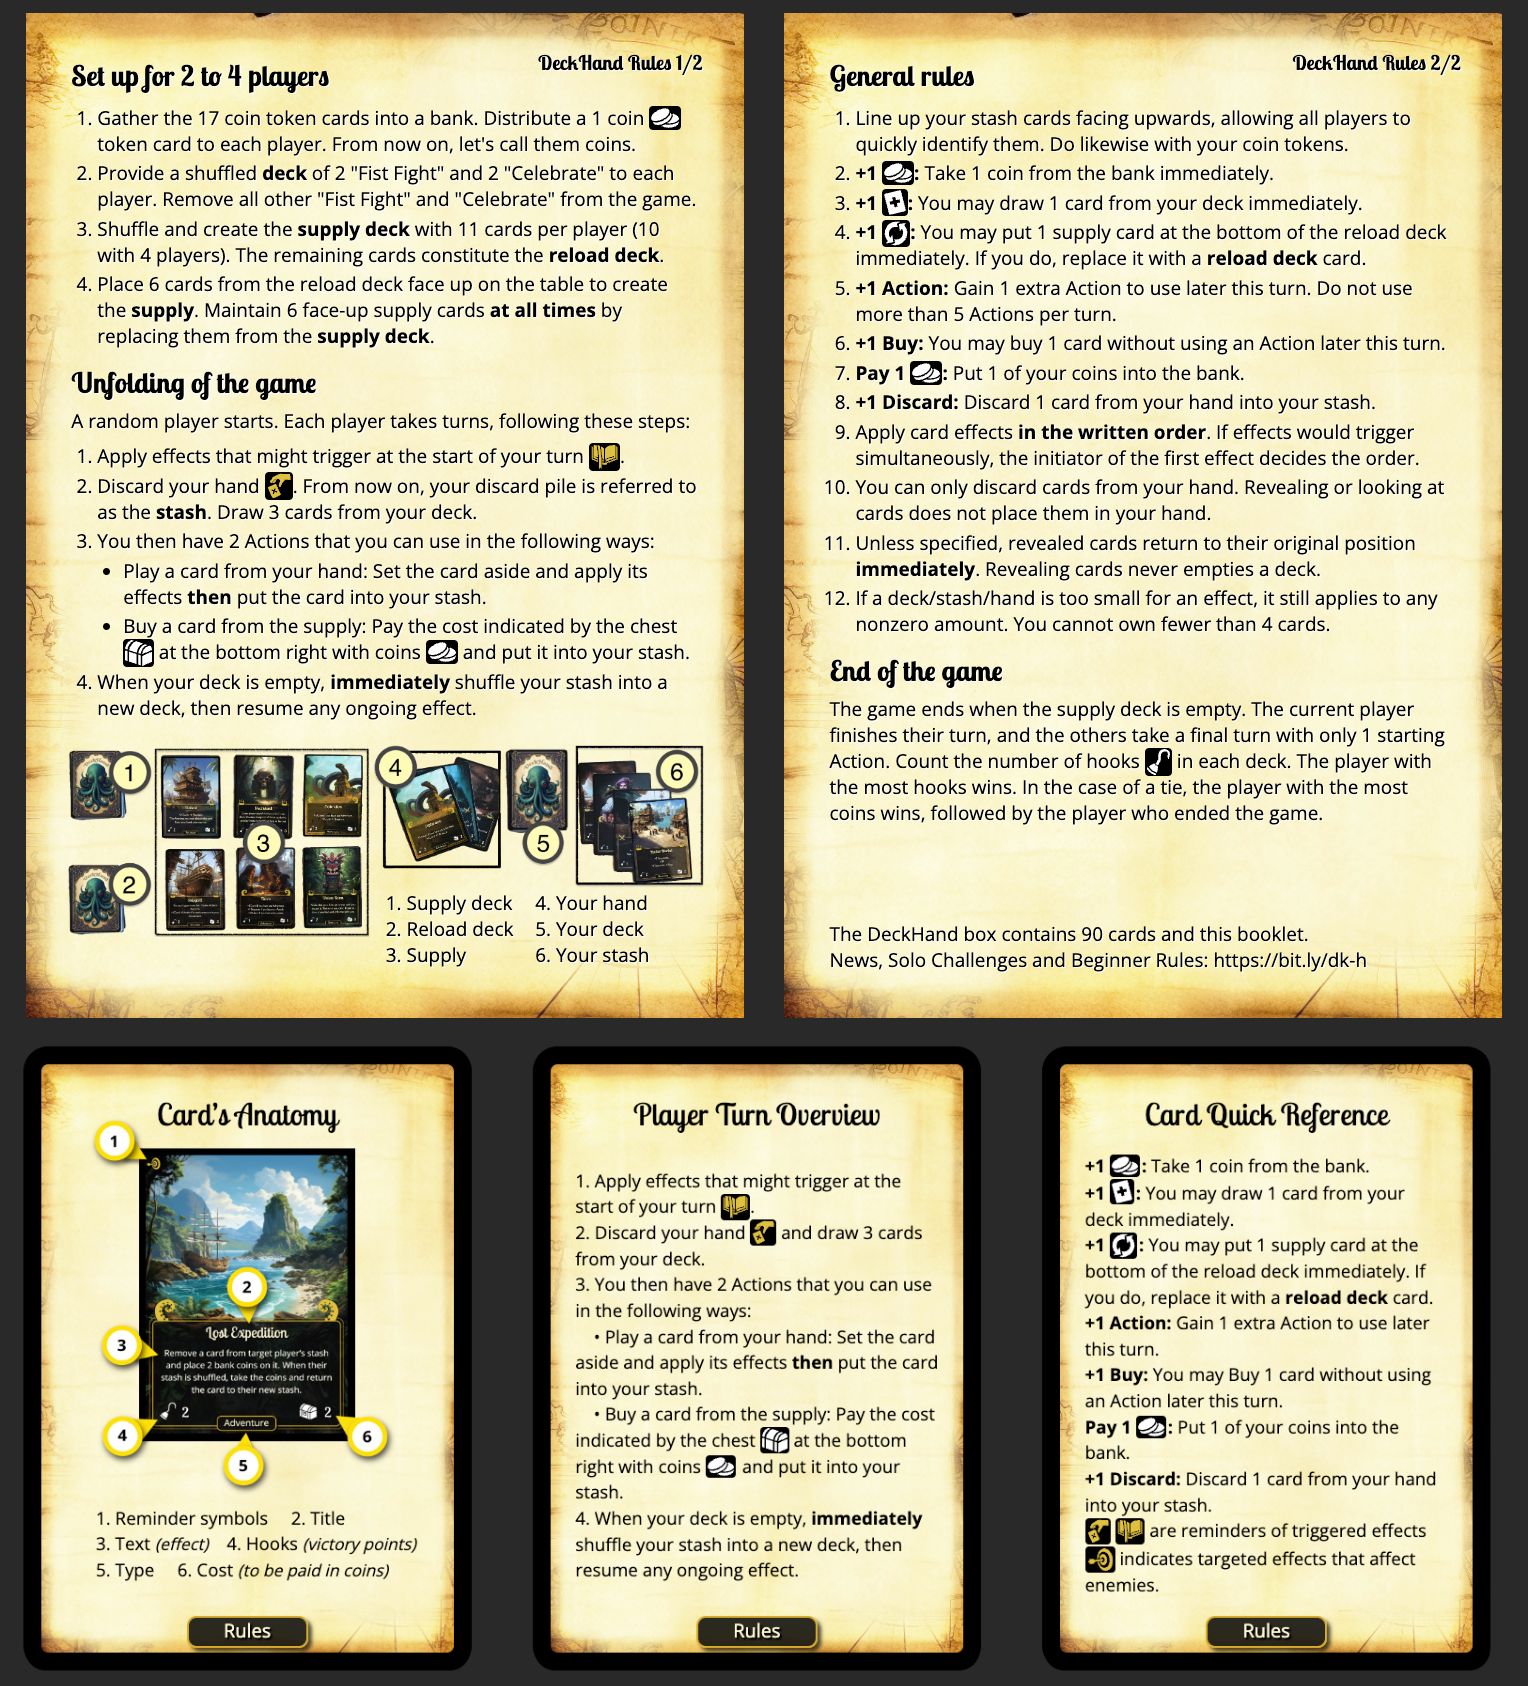 DeckHand Rules 1/2
Set up for 2 to 4 players
1. Gather the 17 coin token cards into a bank. Distribute a 1 coin
token card to each player. From now on, let's call them coins.
2. Provide a shuffled deck of 2 "Fist Fight" and 2 "Celebrate" to each
player. Remove all other "Fist Fight" and "Celebrate" from the game.
3. Shuffle and create the supply deck with 11 cards per player (10
with 4 players). The remaining cards constitute the reload deck.
4. Place 6 cards from the reload deck face up on the table to create
the supply. Maintain 6 face-up supply cards at all times by
replacing them from the supply deck.
Unfolding of the game
A random player starts. Each player takes turns, following these steps:
1. Apply effects that might trigger at the start of your turn .
2. Discard your hand . From now on, your discard pile is referred to
as the stash. Draw 3 cards from your deck.
3. You then have 2 Actions that you can use in the following ways:
• Play a card from your hand: Set the card aside and apply its
effects then put the card into your stash.
• Buy a card from the supply: Pay the cost indicated by the chest
at the bottom right with coins and put it into your stash.
4. When your deck is empty, immediately shuffle your stash into a
new deck, then resume any ongoing effect.
1
2
3
4
5
6
1. Supply deck 4. Your hand
2. Reload deck 5. Your deck
3. Supply 6. Your stash
DeckHand Rules 2/2
General rules
1. Line up your stash cards facing upwards, allowing all players to
quickly identify them. Do likewise with your coin tokens.
2. +1 : Take 1 coin from the bank immediately.
3. +1 : You may draw 1 card from your deck immediately.
4. +1 : You may put 1 supply card at the bottom of the reload deck
immediately. If you do, replace it with a reload deck card.
5. +1 Action: Gain 1 extra Action to use later this turn. Do not use
more than 5 Actions per turn.
6. +1 Buy: You may buy 1 card without using an Action later this turn.
7. Pay 1 : Put 1 of your coins into the bank.
8. +1 Discard: Discard 1 card from your hand into your stash.
9. Apply card effects in the written order. If effects would trigger
simultaneously, the initiator of the first effect decides the order.
10. You can only discard cards from your hand. Revealing or looking at
cards does not place them in your hand.
11. Unless specified, revealed cards return to their original position
immediately. Revealing cards never empties a deck.
12. If a deck/stash/hand is too small for an effect, it still applies to any
nonzero amount. You cannot own fewer than 4 cards.
End of the game
The game ends when the supply deck is empty. The current player
finishes their turn, and the others take a final turn with only 1 starting
Action. Count the number of hooks in each deck. The player with
the most hooks wins. In the case of a tie, the player with the most
coins wins, followed by the player who ended the game.
The DeckHand box contains 90 cards and this booklet.
News, Solo Challenges and Beginner Rules: https://bit.ly/dk-h
Card's Anatomy
1
2
Lost Expedition
3
Remove a card from target player's stash
and place 2 bank coins on it. When their
stash is shuffled, take the coins and return
the card to their new stash.
2
Adventure
2
4
5
6
1. Reminder symbols 2. Title
3. Text (effect) 4. Hooks (victory points)
5. Type 6. Cost (to be paid in coins)
Rules
Player Turn Overview
1. Apply effects that might trigger at the
start of your turn .
2. Discard your hand and draw 3 cards
from your deck.
3. You then have 2 Actions that you can use
in the following ways:
• Play a card from your hand: Set the card
aside and apply its effects then put the card
into your stash.
• Buy a card from the supply: Pay the cost
indicated by the chest at the bottom
right with coins and put it into your
stash.
4. When your deck is empty, immediately
shuffle your stash into a new deck, then
resume any ongoing effect.
Rules
Card Quick Reference
+1 : Take 1 coin from the bank.
+1 : You may draw 1 card from your
deck immediately.
+1 : You may put 1 supply card at the
bottom of the reload deck immediately. If
you do, replace it with a reload deck card.
+1 Action: Gain 1 extra Action to use later
this turn.
+1 Buy: You may Buy 1 card without using
an Action later this turn.
Pay 1 : Put 1 of your coins into the
bank.
+1 Discard: Discard 1 card from your hand
into your stash.
are reminders of triggered effects
indicates targeted effects that affect
enemies.
Rules